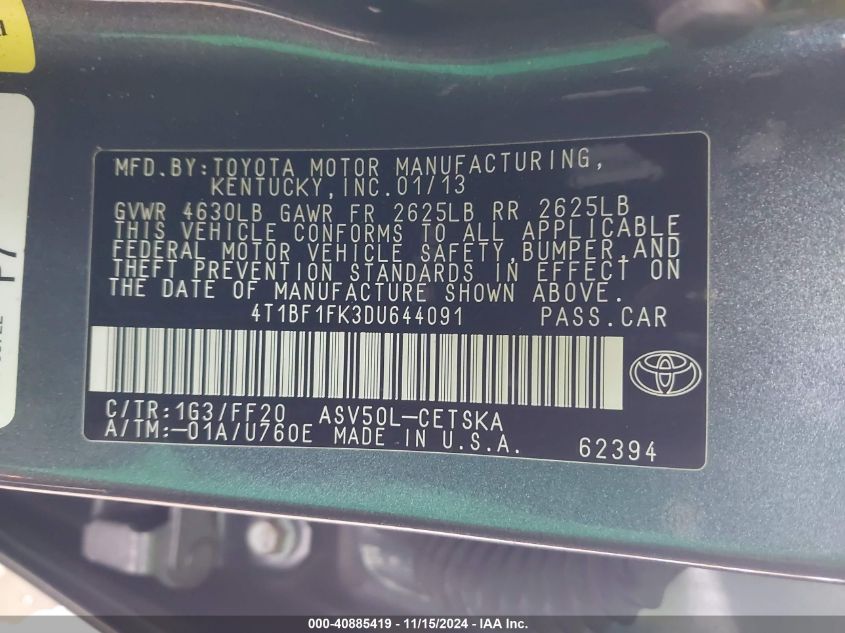 MFD.BY:TOYOTA MOTOR MANUFACTURING,
KENTUCKY,INC.01/13
GVWR 4630LB GAWR FR 2625LB RR 2625LB
THIS VEHICLE CONFORMS TO ALL APPLICABLE
FEDERAL MOTOR VEHICLE SAFETY,BUMPER,AND
THEFT PREVENTION STANDARDS IN EFFECT ON
THE DATE OF MANUFACTURE SHOWN ABOVE.
4T1BF1FK3DU644091 PASS.CAR
C/TR:1G3/FF20 ASV50L-CETSKA
A/TM:-01A/U760E MADE IN U.S.A. 62394
000-40885419 - 11/15/2024 - IAA Inc.